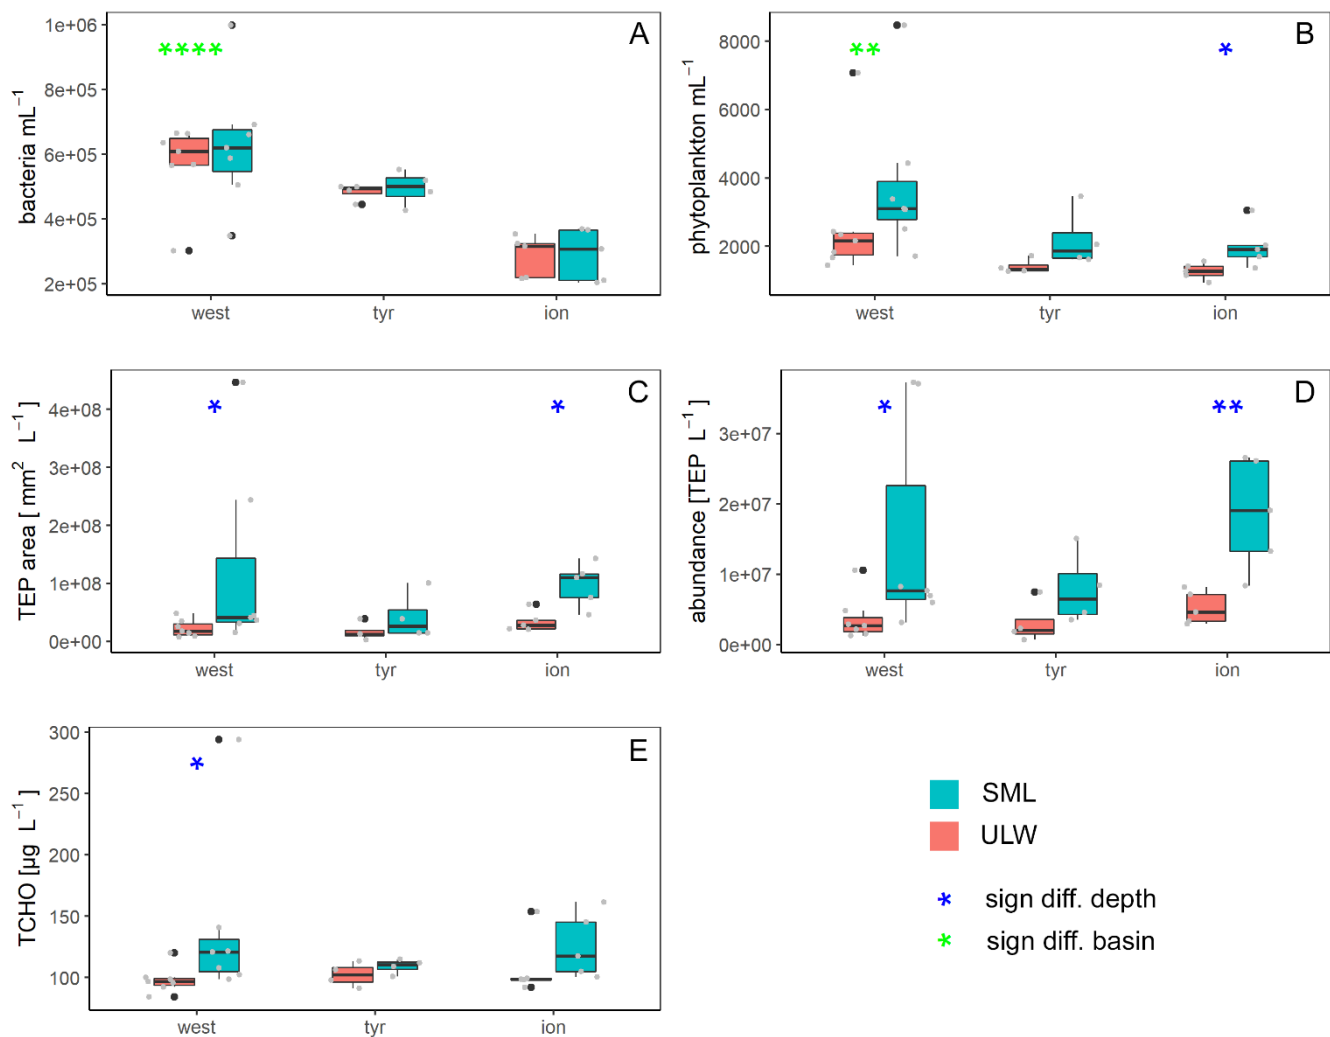 A
bacteria mL⁻¹
1e+06
8e+05
6e+05
4e+05
2e+05
****
west tyr ion
B
phytoplankton mL⁻¹
8000
6000
4000
2000
**
*
west tyr ion
C
TEP area [ mm² L⁻¹ ]
4e+08
3e+08
2e+08
1e+08
0e+00
*
*
west tyr ion
D
abundance [TEP L⁻¹ ]
3e+07
2e+07
1e+07
0e+00
*
**
west tyr ion
E
TCHO [µg L⁻¹ ]
300
250
200
150
100
*
west tyr ion
SML
ULW
* sign diff. depth
* sign diff. basin